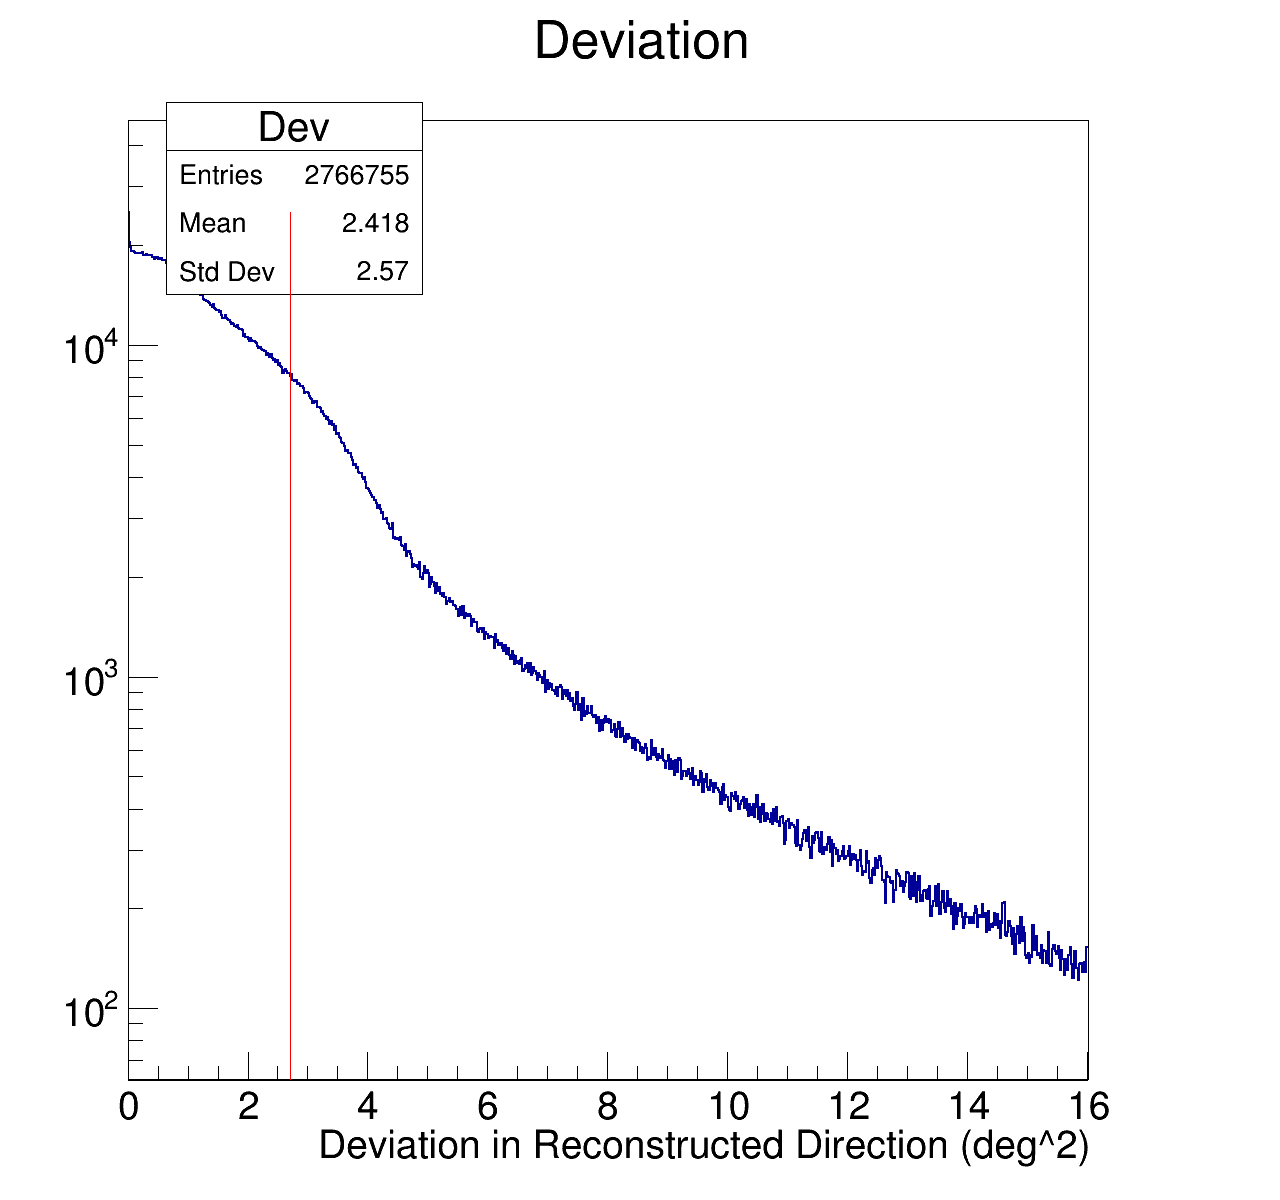 Deviation
Dev
Entries 2766755
Mean 2.418
Std Dev 2.57
10^4
10^3
10^2
0 2 4 6 8 10 12 14 16
Deviation in Reconstructed Direction (deg^2)